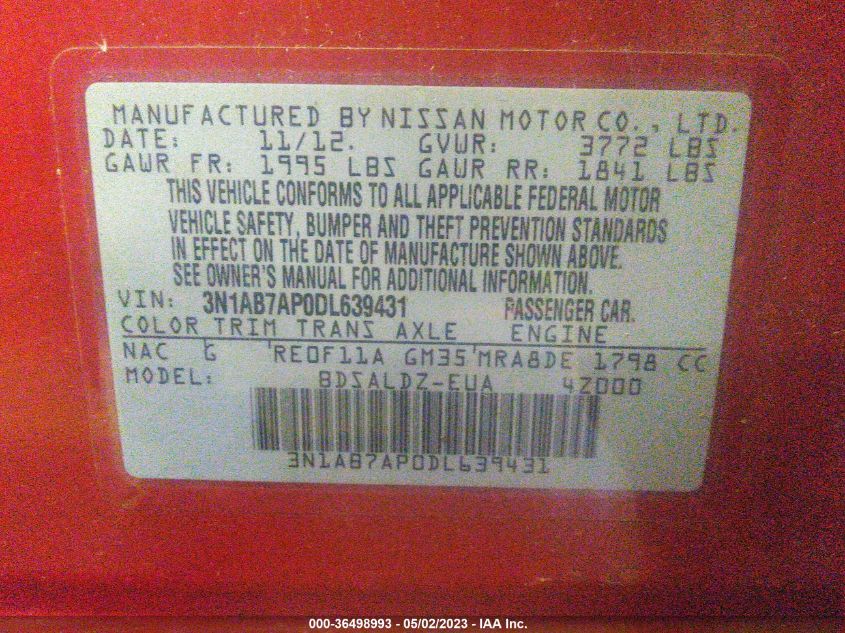 MANUFACTURED BY NISSAN MOTOR CO., LTD.
DATE: 11/12. GVWR: 3772 LBS
GAWR FR: 1995 LBS GAWR RR: 1841 LBS
THIS VEHICLE CONFORMS TO ALL APPLICABLE FEDERAL MOTOR
VEHICLE SAFETY, BUMPER AND THEFT PREVENTION STANDARDS
IN EFFECT ON THE DATE OF MANUFACTURE SHOWN ABOVE.
SEE OWNER'S MANUAL FOR ADDITIONAL INFORMATION.
VIN: 3N1AB7AP0DL639431 PASSENGER CAR.
COLOR TRIM TRANS AXLE ENGINE
NAC G RE0F11A GM35 MRA8DE 1798 CC
MODEL: BDSALDZ-EUA 4Z000
3N1AB7AP0DL639431
000-36498993 - 05/02/2023 - IAA Inc.